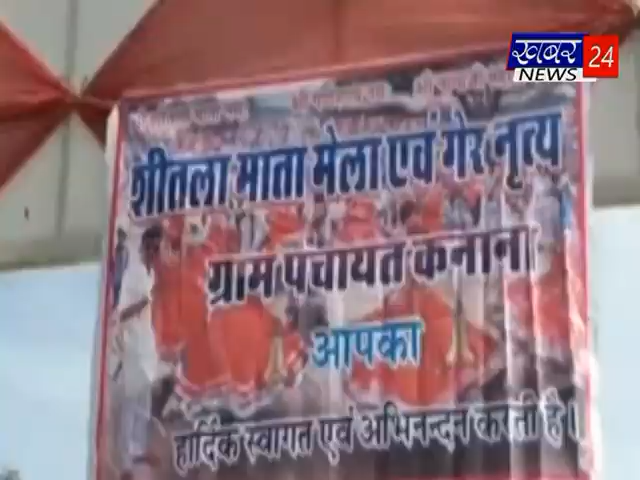 खबर 24
NEWS
शीतला माता मेला एवं गेर नृत्य
ग्राम पंचायत कनाना
आपका
हार्दिक स्वागत एवं अभिनन्दन करती है।